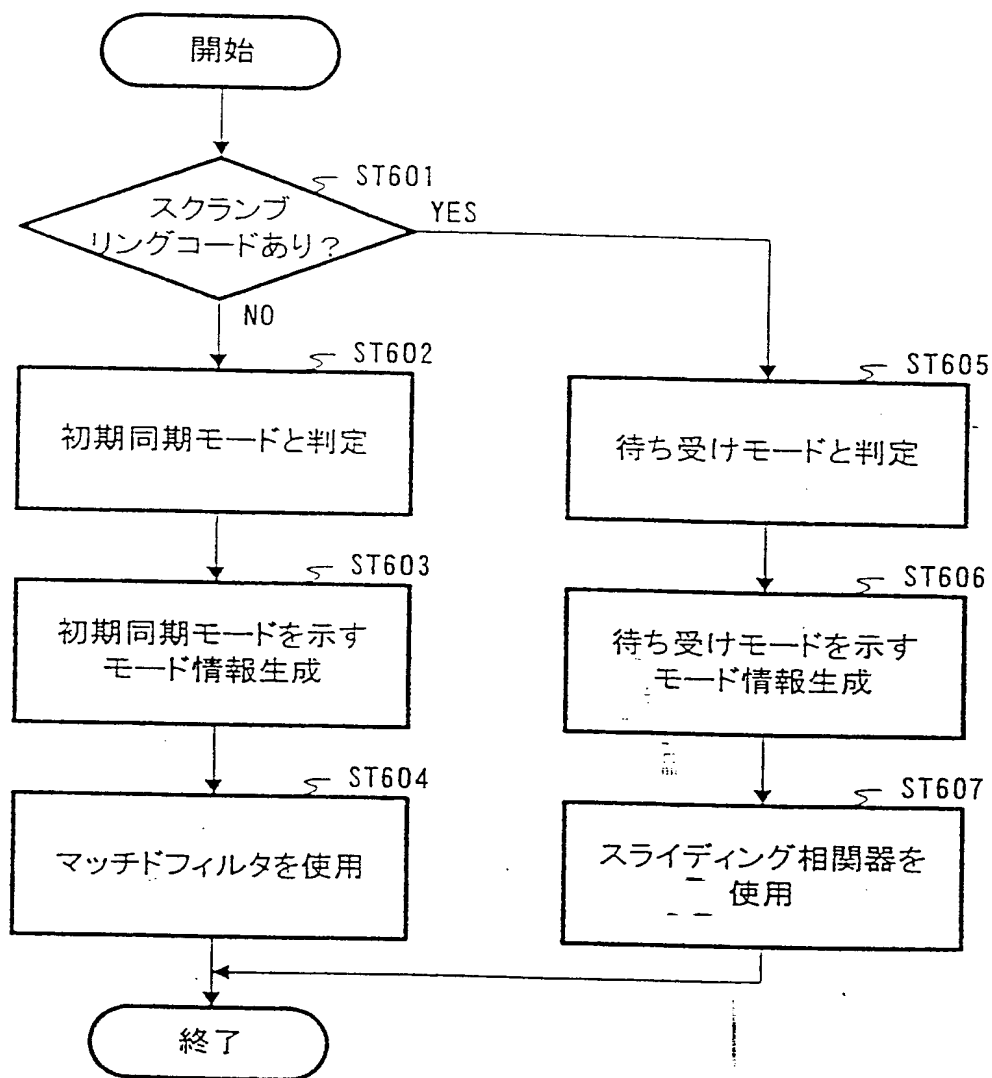 開始
ST601
スクランブ
リングコードあり?
YES
NO
ST602
初期同期モードと判定
ST603
初期同期モードを示す
モード情報生成
ST604
マッチドフィルタを使用
ST605
待ち受けモードと判定
ST606
待ち受けモードを示す
モード情報生成
ST607
スライディング相関器を
使用
終了